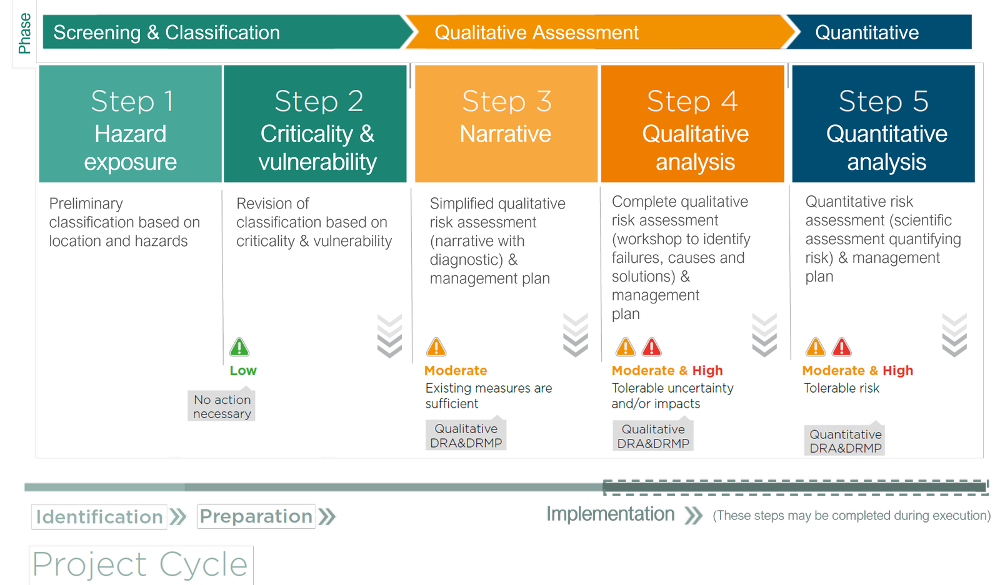 Phase
Screening & Classification
Qualitative Assessment
Quantitative
Step 1
Hazard
exposure
Step 2
Criticality &
vulnerability
Step 3
Narrative
Step 4
Qualitative
analysis
Step 5
Quantitative
analysis
Preliminary
classification based on
location and hazards
Revision of
classification based on
criticality & vulnerability
Low
No action
necessary
Simplified qualitative
risk assessment
(narrative with
diagnostic) &
management plan
Moderate
Existing measures are
sufficient
Qualitative
DRA&DRMP
Complete qualitative
risk assessment
(workshop to identify
failures, causes and
solutions) &
management
plan
Moderate & High
Tolerable uncertainty
and/or impacts
Qualitative
DRA&DRMP
Quantitative risk
assessment (scientific
assessment quantifying
risk) & management
plan
Moderate & High
Tolerable risk
Quantitative
DRA&DRMP
Identification
Preparation
Implementation
(These steps may be completed during execution)
Project Cycle